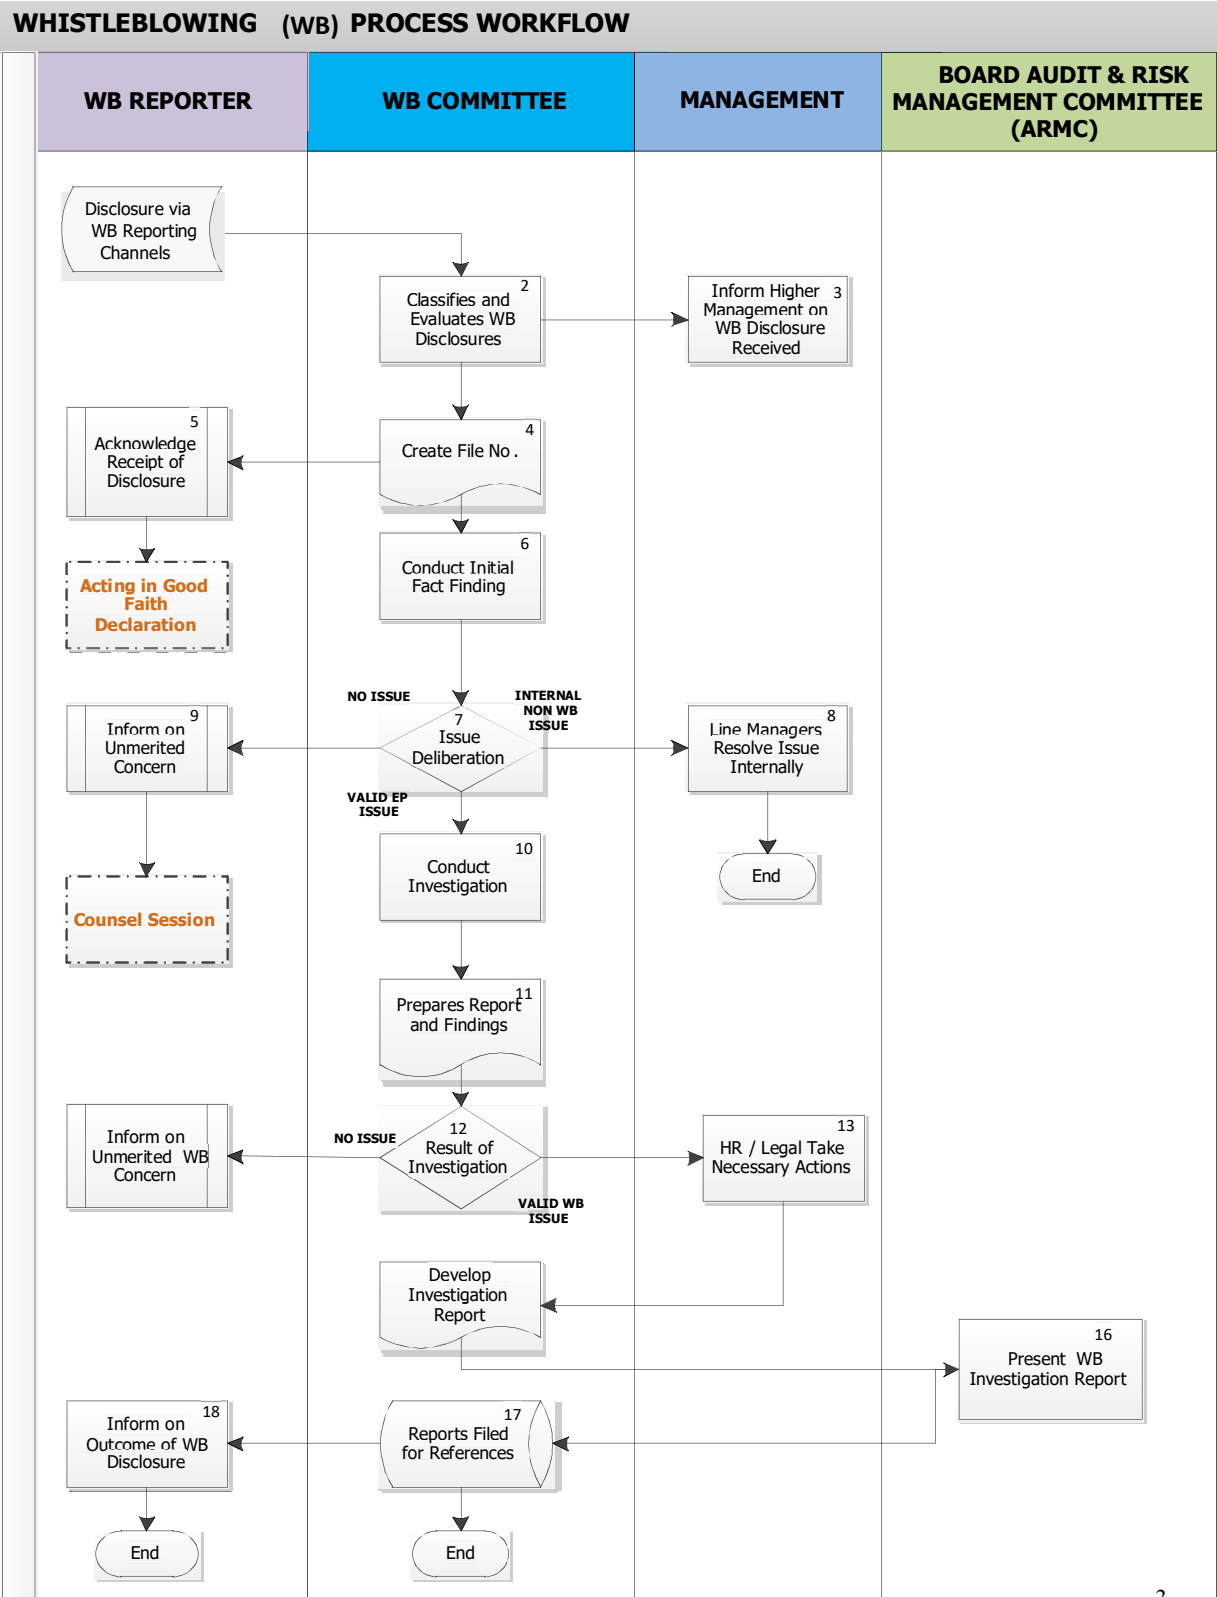 WHISTLEBLOWING (WB) PROCESS WORKFLOW
WB REPORTER
WB COMMITTEE
MANAGEMENT
BOARD AUDIT & RISK
MANAGEMENT COMMITTEE
(ARMC)
Disclosure via
WB Reporting
Channels
2
Classifies and
Evaluates WB
Disclosures
3
Inform Higher
Management on
WB Disclosure
Received
4
Create File No .
5
Acknowledge
Receipt of
Disclosure
6
Conduct Initial
Fact Finding
Acting in Good
Faith
Declaration
NO ISSUE
INTERNAL
NON WB
ISSUE
7
Issue
Deliberation
8
Line Managers
Resolve Issue
Internally
9
Inform on
Unmerited
Concern
VALID EP
ISSUE
10
Conduct
Investigation
End
Counsel Session
11
Prepares Report
and Findings
NO ISSUE
12
Result of
Investigation
VALID WB
ISSUE
13
HR / Legal Take
Necessary Actions
Inform on
Unmerited WB
Concern
Develop
Investigation
Report
16
Present WB
Investigation Report
17
Reports Filed
for References
18
Inform on
Outcome of WB
Disclosure
End
End